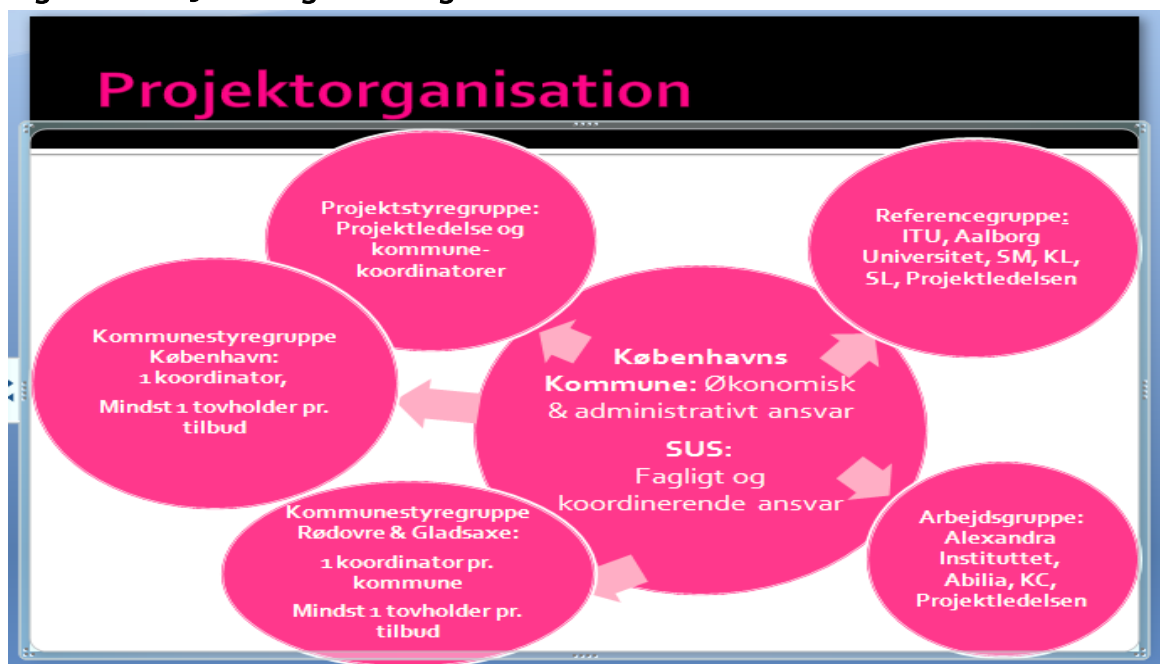 Projektorganisation
Projektstyregruppe:
Projektledelse og
kommune-
koordinatorer
Referencegruppe:
ITU, Aalborg
Universitet, SM, KL,
SL, Projektledelsen
Kommunestyregruppe
København:
1 koordinator,
Mindst 1 tovholder pr.
tilbud
Københavns
Kommune: Økonomisk
& administrativt ansvar
SUS:
Fagligt og
koordinerende ansvar
Kommunestyregruppe
Rødovre & Gladsaxe:
1 koordinator pr.
kommune
Mindst 1 tovholder pr.
tilbud
Arbejdsgruppe:
Alexandra
Instituttet,
Abilia, KC,
Projektledelsen